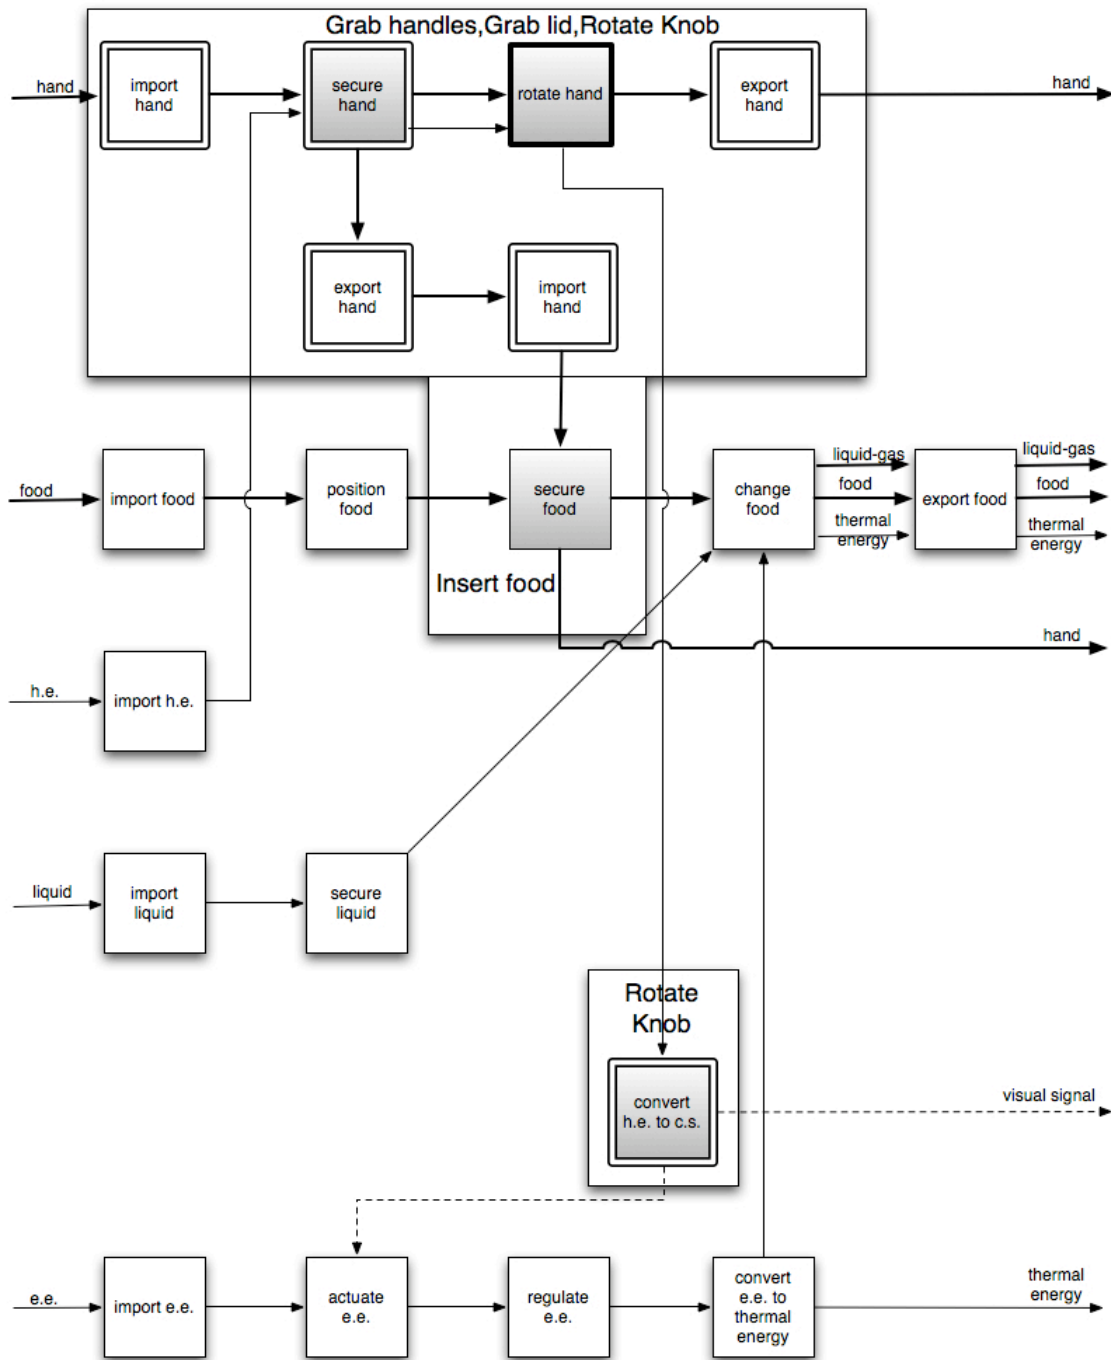 Grab handles,Grab lid,Rotate Knob
hand
import
hand
secure
hand
rotate hand
export
hand
hand
export
hand
import
hand
food
import food
position
food
secure
food
change
food
liquid-gas
food
thermal
energy
export food
liquid-gas
food
thermal
energy
Insert food
hand
h.e.
import h.e.
liquid
import
liquid
secure
liquid
Rotate
Knob
convert
h.e. to c.s.
visual signal
e.e.
import e.e.
actuate
e.e.
regulate
e.e.
convert
e.e. to
thermal
energy
thermal
energy